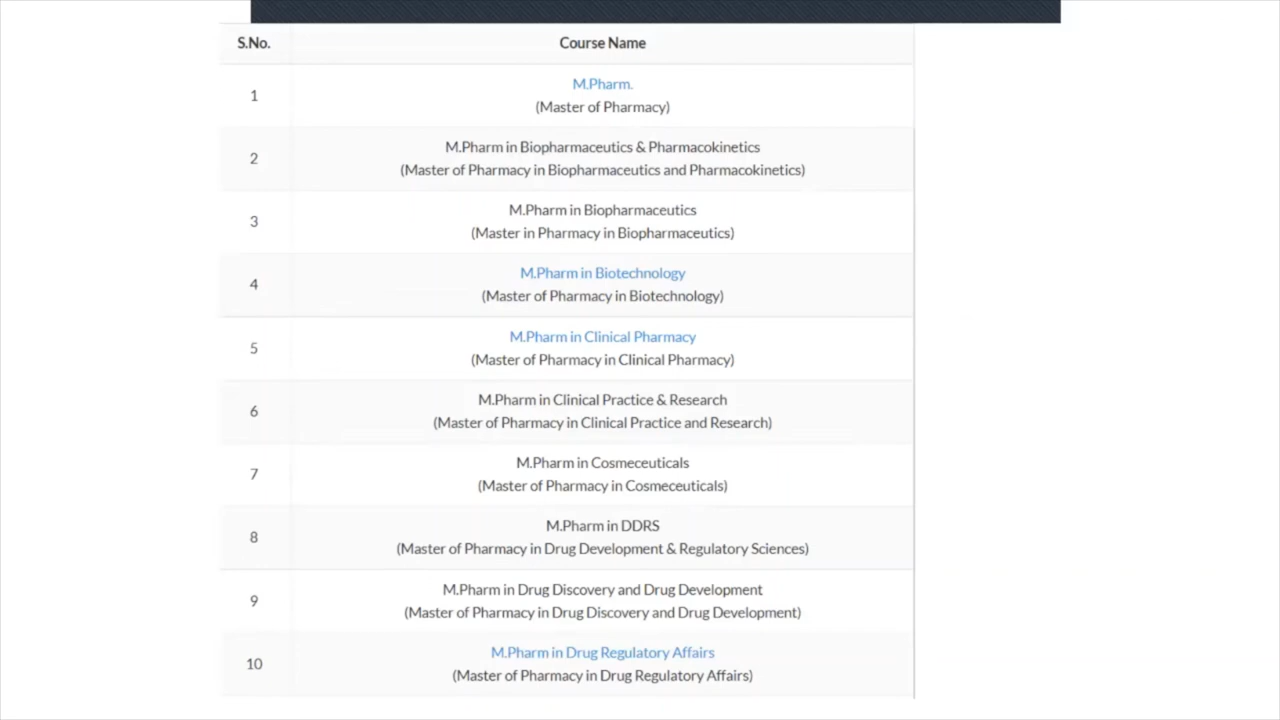 S.No. Course Name
1 M.Pharm.
(Master of Pharmacy)
2 M.Pharm in Biopharmaceutics & Pharmacokinetics
(Master of Pharmacy in Biopharmaceutics and Pharmacokinetics)
3 M.Pharm in Biopharmaceutics
(Master in Pharmacy in Biopharmaceutics)
4 M.Pharm in Biotechnology
(Master of Pharmacy in Biotechnology)
5 M.Pharm in Clinical Pharmacy
(Master of Pharmacy in Clinical Pharmacy)
6 M.Pharm in Clinical Practice & Research
(Master of Pharmacy in Clinical Practice and Research)
7 M.Pharm in Cosmeceuticals
(Master of Pharmacy in Cosmeceuticals)
8 M.Pharm in DDRS
(Master of Pharmacy in Drug Development & Regulatory Sciences)
9 M.Pharm in Drug Discovery and Drug Development
(Master of Pharmacy in Drug Discovery and Drug Development)
10 M.Pharm in Drug Regulatory Affairs
(Master of Pharmacy in Drug Regulatory Affairs)